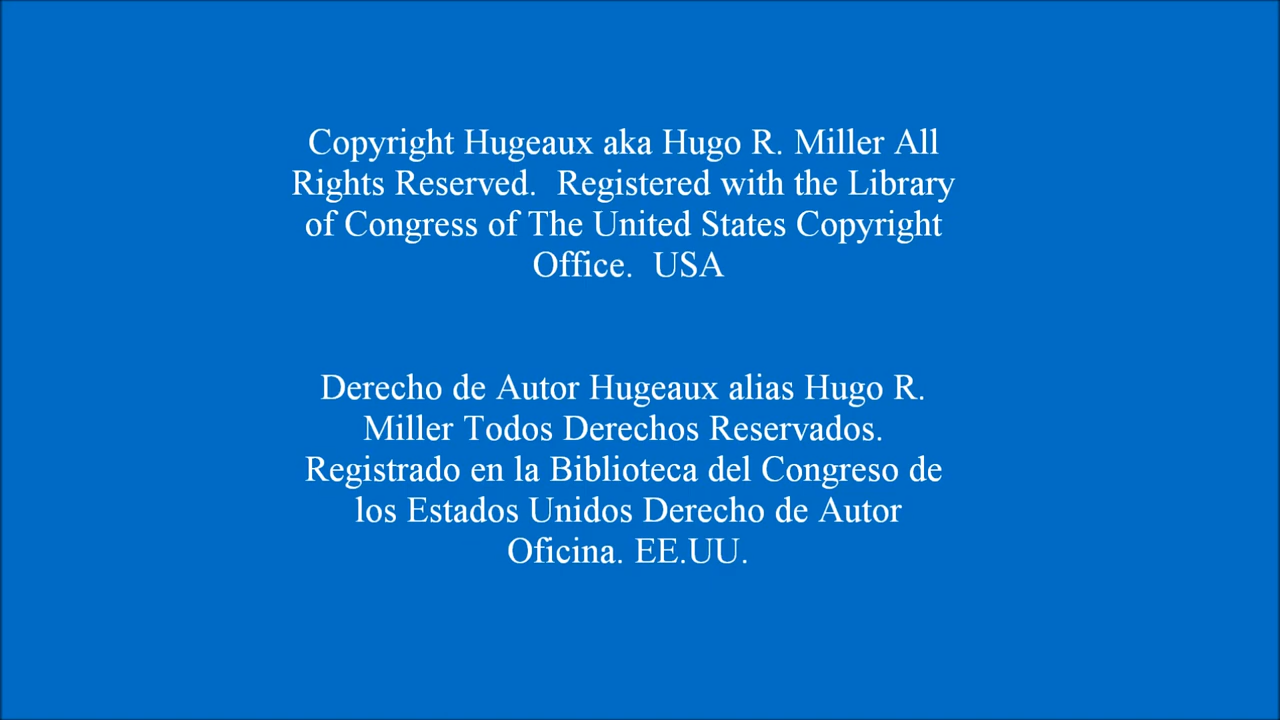 Copyright Hugeaux aka Hugo R. Miller All
Rights Reserved.  Registered with the Library
of Congress of The United States Copyright
Office.  USA
Derecho de Autor Hugeaux alias Hugo R.
Miller Todos Derechos Reservados.
Registrado en la Biblioteca del Congreso de
los Estados Unidos Derecho de Autor
Oficina. EE.UU.